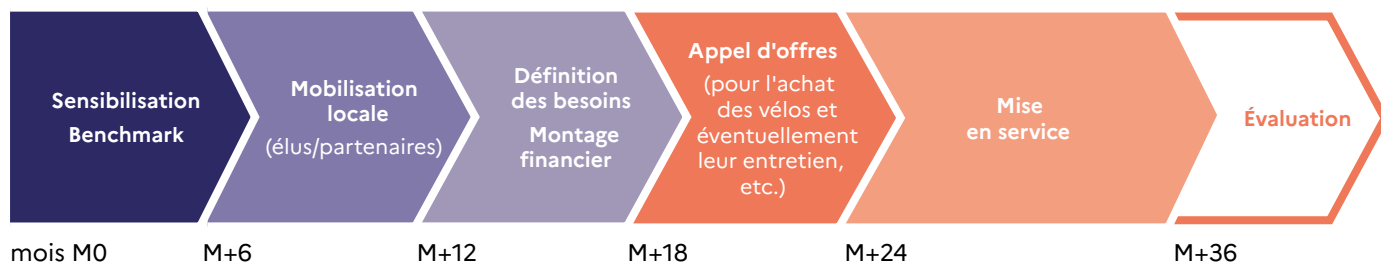 Sensibilisation
Benchmark
Mobilisation
locale
(élus/partenaires)
Définition
des besoins
Montage
financier
Appel d'offres
(pour l'achat
des vélos et
éventuellement
leur entretien,
etc.)
Mise
en service
Évaluation
mois M0
M+6
M+12
M+18
M+24
M+36